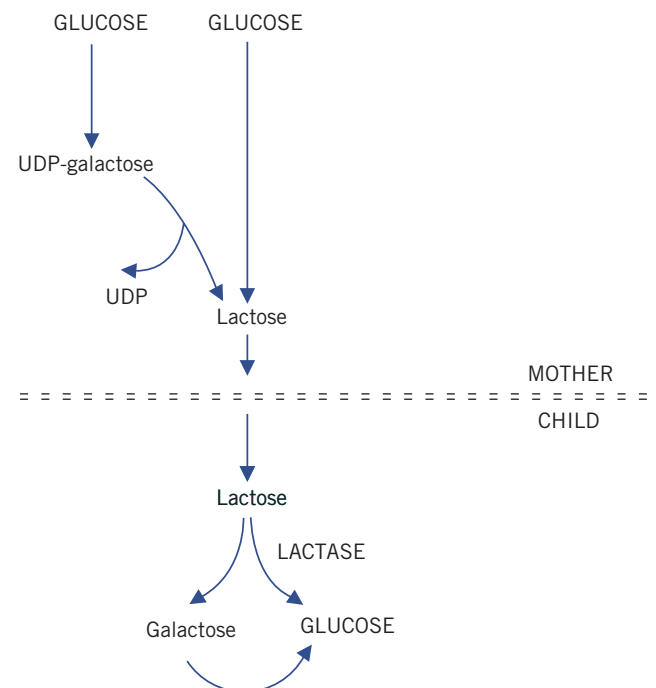 GLUCOSE GLUCOSE
UDP-galactose
UDP
Lactose
MOTHER
CHILD
Lactose
LACTASE
Galactose GLUCOSE